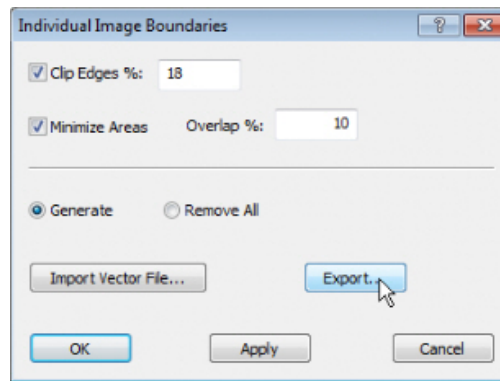 Individual Image Boundaries
Clip Edges %: 18
Minimize Areas Overlap %: 10
Generate Remove All
Import Vector File... Export...
OK Apply Cancel